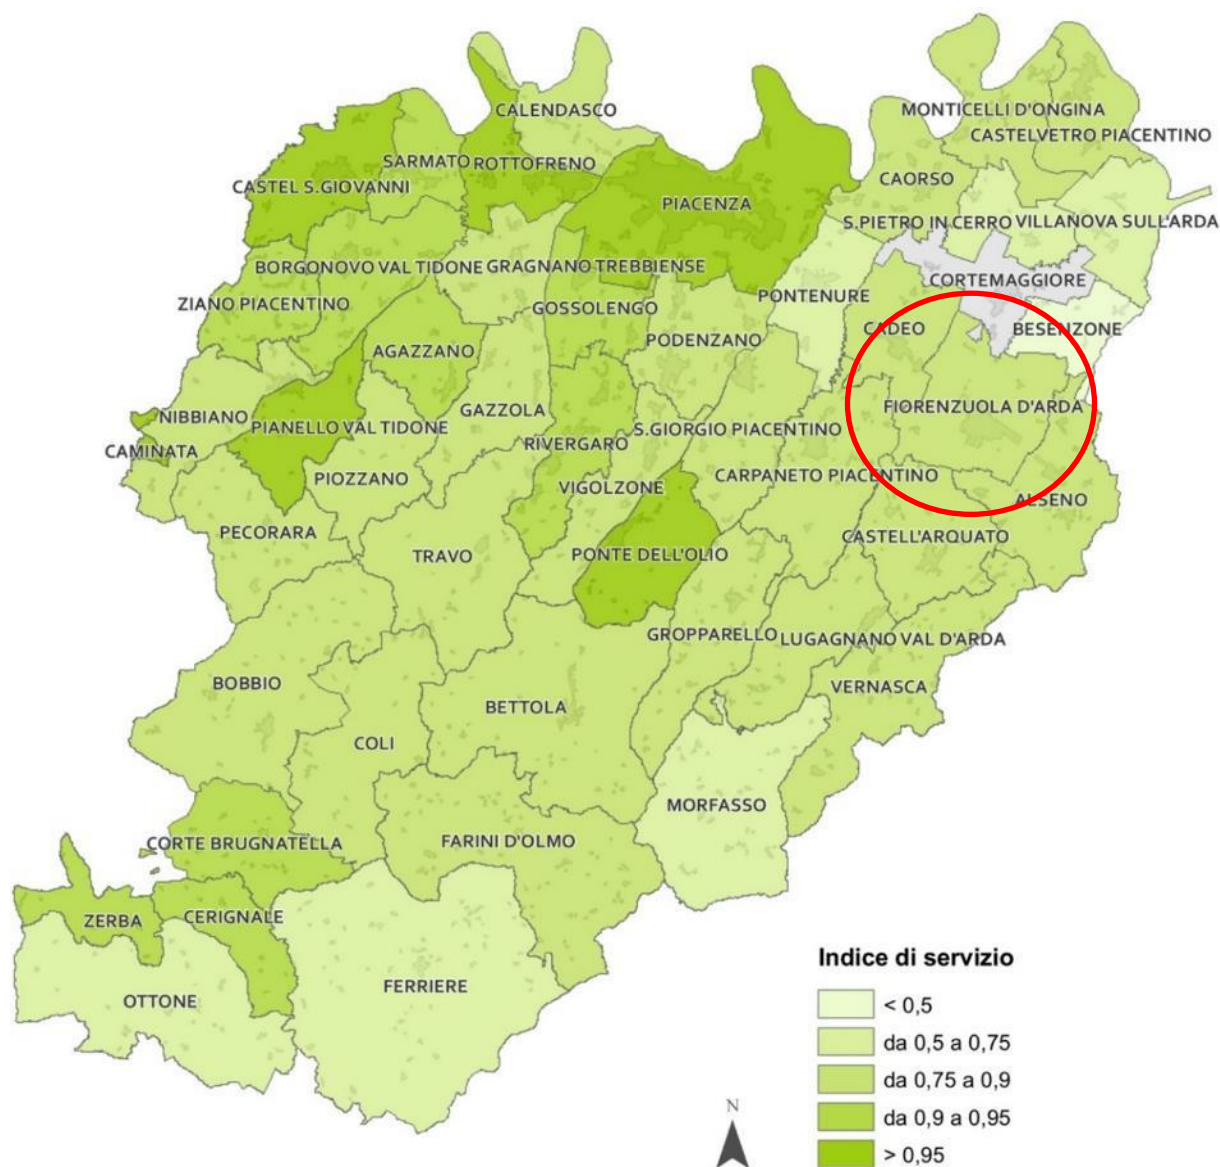 MONTICELLI D'ONGINA
CALENDASCO
CASTELVETRO PIACENTINO
SARMATO
ROTTOFRENO
CASTEL S.GIOVANNI
CAORSO
PIACENZA
S.PIETRO IN CERRO
VILLANOVA SULL'ARDA
BORGONOVO VAL TIDONE
GRAGNANO TREBBIENSE
CORTEMAGGIORE
ZIANO PIACENTINO
PONTENURE
GOSSOLENGO
CADEO
BESENZONE
PODENZANO
AGAZZANO
NIBBIANO
GAZZOLA
FIORENZUOLA D'ARDA
PIANELLO VAL TIDONE
S.GIORGIO PIACENTINO
RIVERGARO
CAMINATA
PIOZZANO
CARPANETO PIACENTINO
VIGOLZONE
ALSENO
PECORARA
CASTELL'ARQUATO
TRAVO
PONTE DELL'OLIO
GROPPARELLO
LUGAGNANO VAL D'ARDA
BOBBIO
VERNASCA
BETTOLA
COLI
MORFASSO
CORTE BRUGNATELLA
FARINI D'OLMO
CERIGNALE
ZERBA
FERRIERE
OTTONE
Indice di servizio
< 0,5
da 0,5 a 0,75
da 0,75 a 0,9
da 0,9 a 0,95
> 0,95
N